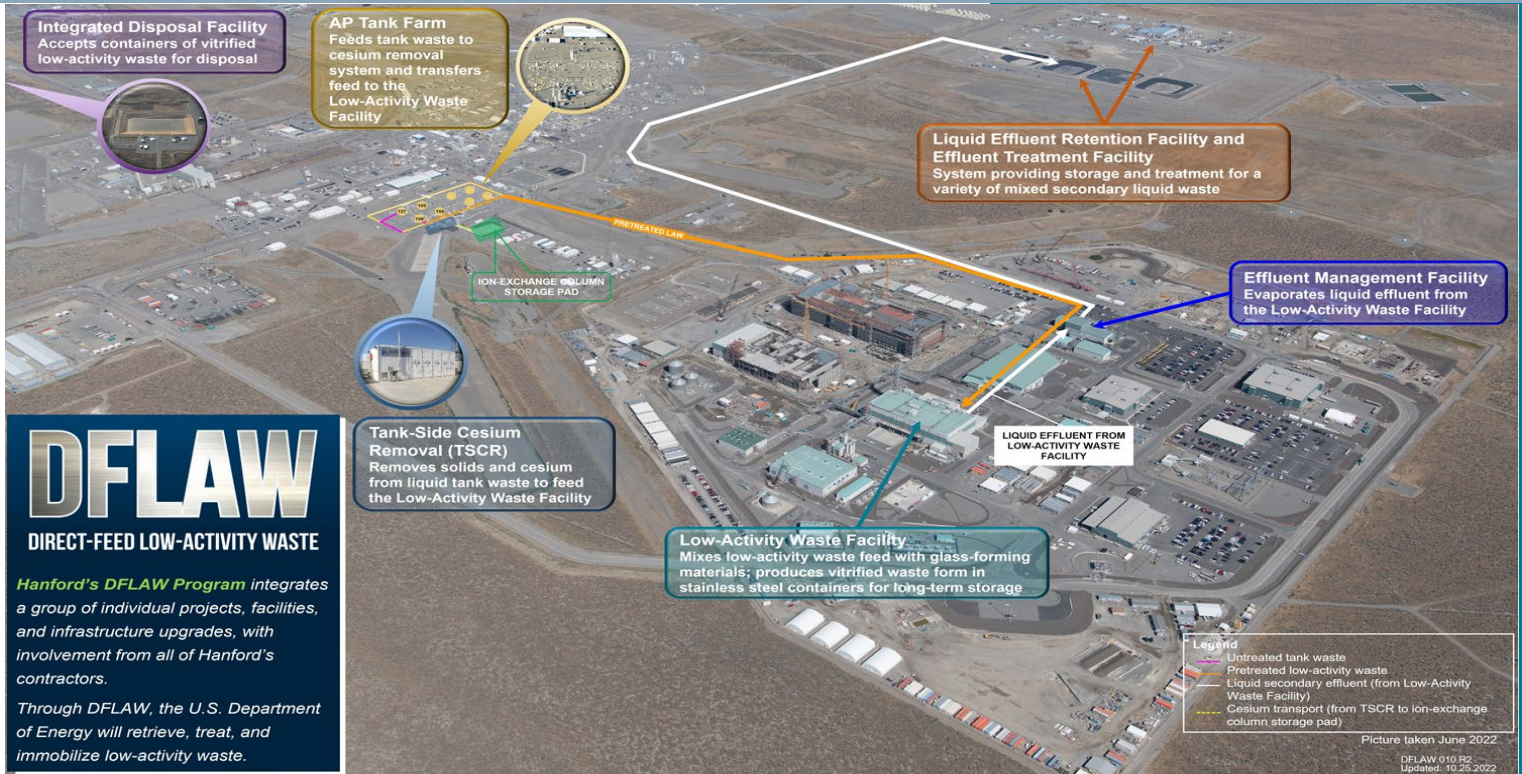 Integrated Disposal Facility
Accepts containers of vitrified
low-activity waste for disposal
AP Tank Farm
Feeds tank waste to
cesium removal
system and transfers
feed to the
Low-Activity Waste
Facility
Liquid Effluent Retention Facility and
Effluent Treatment Facility
System providing storage and treatment for a
variety of mixed secondary liquid waste
107
105
106
PRETREATED LAW
ION-EXCHANGE COLUMN
STORAGE PAD
Effluent Management Facility
Evaporates liquid effluent from
the Low-Activity Waste Facility
Tank-Side Cesium
Removal (TSCR)
Removes solids and cesium
from liquid tank waste to feed
the Low-Activity Waste Facility
LIQUID EFFLUENT FROM
LOW-ACTIVITY WASTE
FACILITY
Low-Activity Waste Facility
Mixes low-activity waste feed with glass-forming
materials; produces vitrified waste form in
stainless steel containers for long-term storage
DFLAW
DIRECT-FEED LOW-ACTIVITY WASTE
Hanford's DFLAW Program integrates
a group of individual projects, facilities,
and infrastructure upgrades, with
involvement from all of Hanford's
contractors.
Through DFLAW, the U.S. Department
of Energy will retrieve, treat, and
immobilize low-activity waste.
Legend
Untreated tank waste
Pretreated low-activity waste
Liquid secondary effluent (from Low-Activity
Waste Facility)
Cesium transport (from TSCR to ion-exchange
column storage pad)
Picture taken June 2022
DFLAW 010 R2
Updated: 10.25.2022